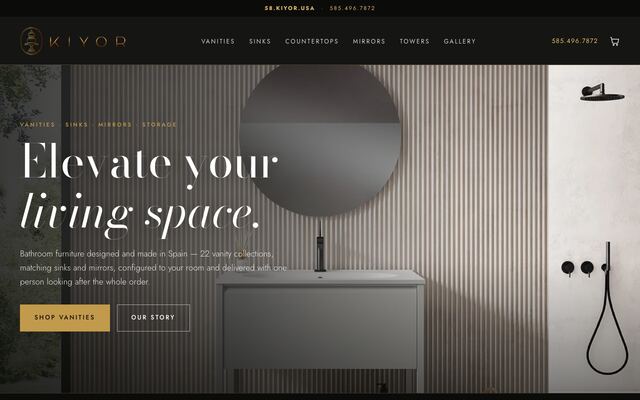 58.KIYOR.USA · 585.496.7872
KIYOR
VANITIES SINKS COUNTERTOPS MIRRORS TOWERS GALLERY
585.496.7872
VANITIES · SINKS · MIRRORS · STORAGE
Elevate your
living space.
Bathroom furniture designed and made in Spain — 22 vanity collections,
matching sinks and mirrors, configured to your room and delivered with one
person looking after the whole order.
SHOP VANITIES
OUR STORY